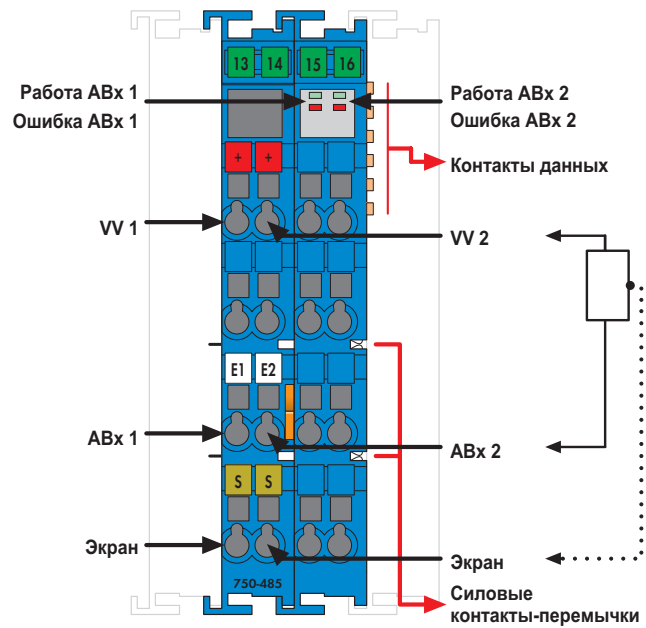 13 14 15 16
Работа АВх 1
Ошибка АВх 1
Работа АВх 2
Ошибка АВх 2
Контакты данных
+ +
VV 1
VV 2
E1 E2
АВх 1
АВх 2
S S
Экран
Экран
750-485
Силовые
контакты-перемычки